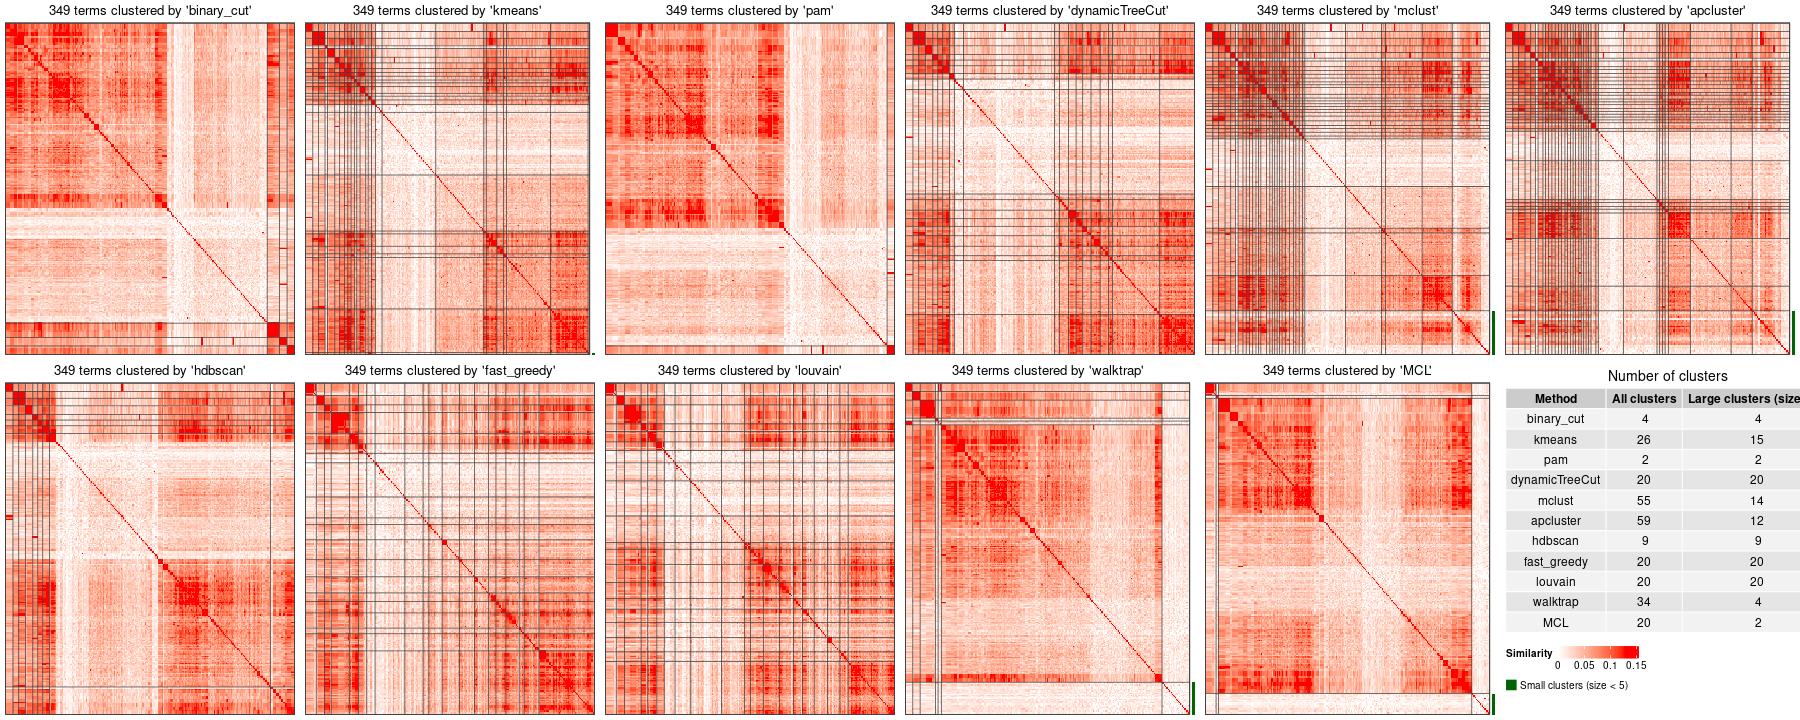 349 terms clustered by 'binary_cut'
349 terms clustered by 'kmeans'
349 terms clustered by 'pam'
349 terms clustered by 'dynamicTreeCut'
349 terms clustered by 'mclust'
349 terms clustered by 'apcluster'
349 terms clustered by 'hdbscan'
349 terms clustered by 'fast_greedy'
349 terms clustered by 'louvain'
349 terms clustered by 'walktrap'
349 terms clustered by 'MCL'
Number of clusters
Method All clusters Large clusters (size
binary_cut 4 4
kmeans 26 15
pam 2 2
dynamicTreeCut 20 20
mclust 55 14
apcluster 59 12
hdbscan 9 9
fast_greedy 20 20
louvain 20 20
walktrap 34 4
MCL 20 2
Similarity
0 0.05 0.1 0.15
Small clusters (size < 5)